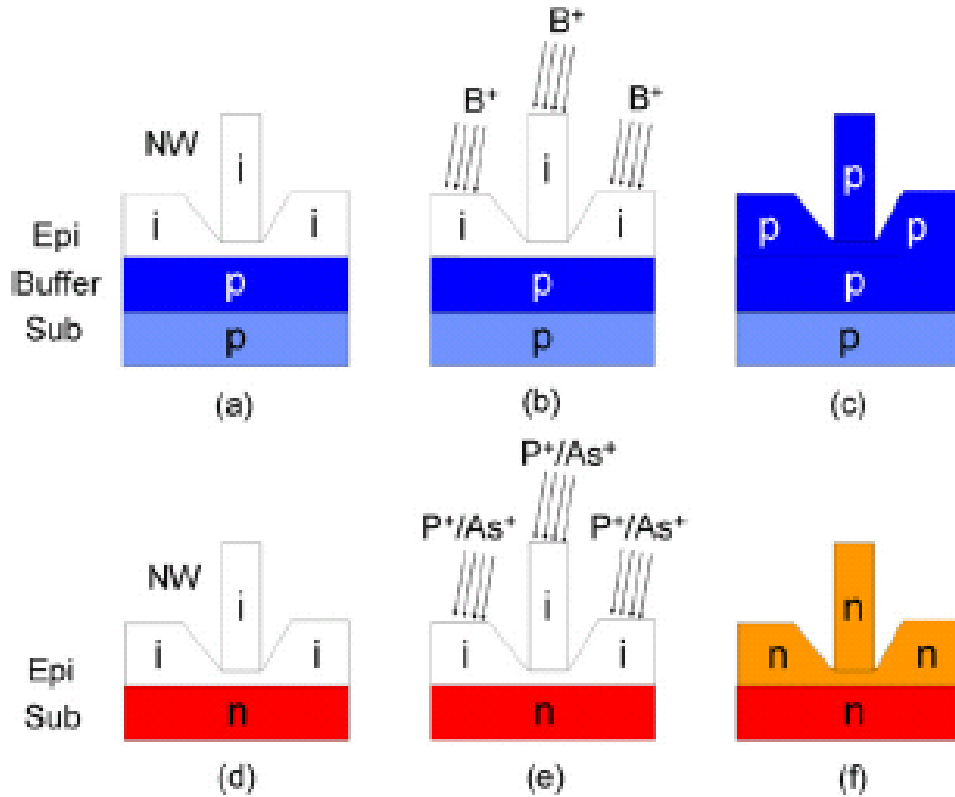 B⁺
B⁺ B⁺
NW i i
i i i i p
Epi p p
Buffer p p p
Sub p p p
(a) (b) (c)
P⁺/As⁺
P⁺/As⁺ P⁺/As⁺
NW i i n
i i i i n n
Epi
Sub n n n
(d) (e) (f)